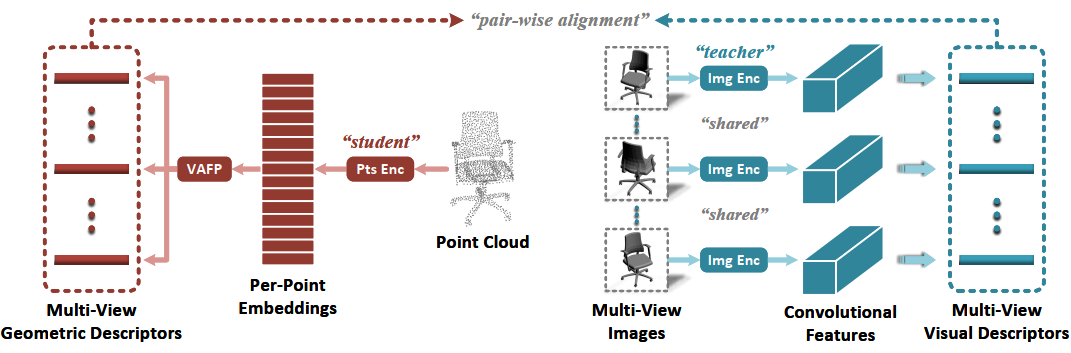 “pair-wise alignment”
“teacher”
Img Enc
“shared”
“student”
VAFP
Pts Enc
Img Enc
“shared”
Point Cloud
Img Enc
Per-Point
Embeddings
Multi-View
Geometric Descriptors
Multi-View
Images
Convolutional
Features
Multi-View
Visual Descriptors